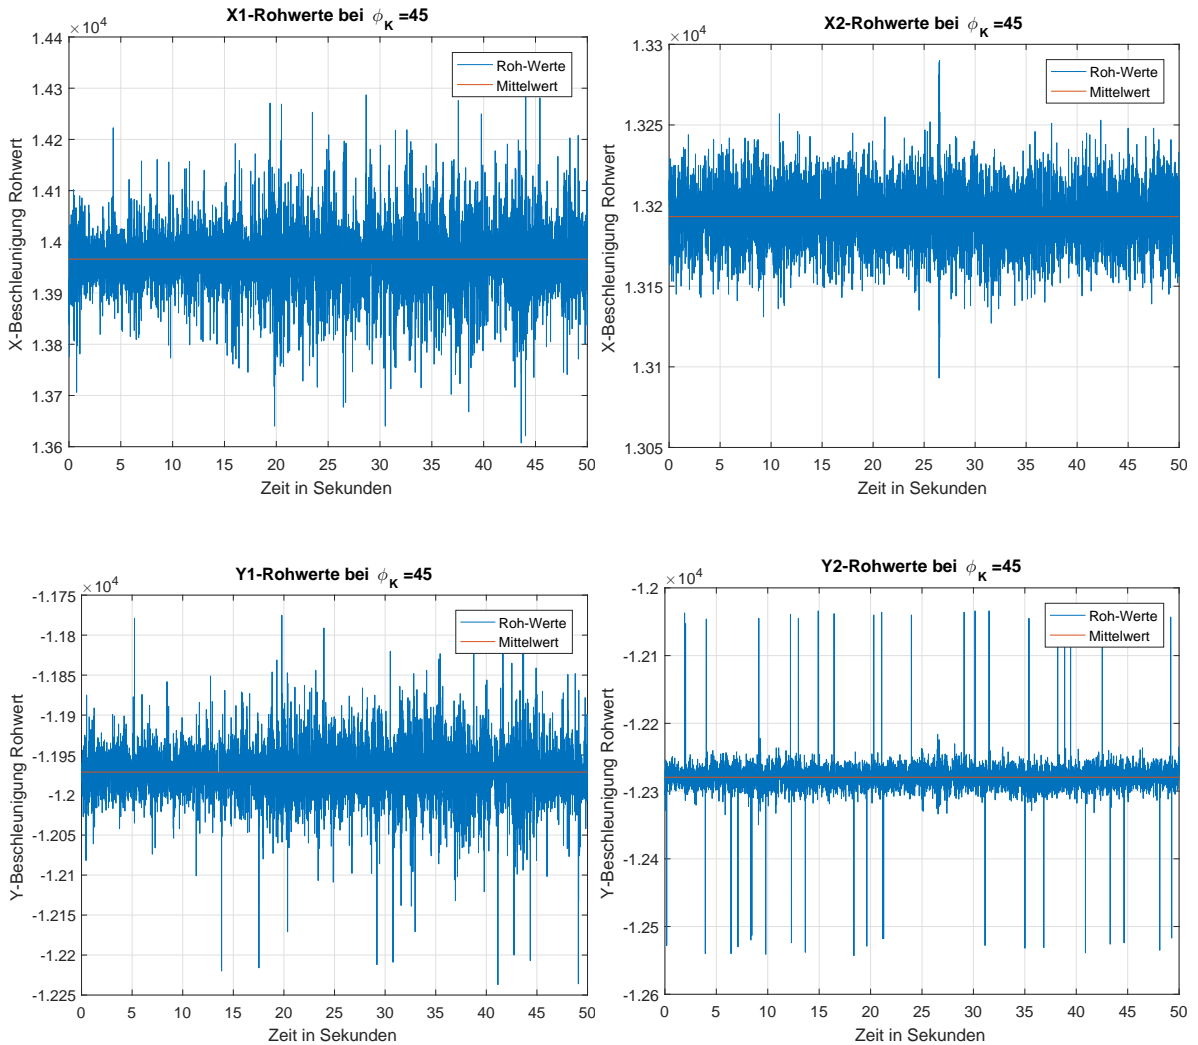 X1-Rohwerte bei ϕK =45
×10^4
1.44
1.43
1.42
1.41
1.4
1.39
1.38
1.37
1.36
X-Beschleunigung Rohwert
0 5 10 15 20 25 30 35 40 45 50
Zeit in Sekunden
Roh-Werte
Mittelwert
X2-Rohwerte bei ϕK =45
×10^4
1.33
1.325
1.32
1.315
1.31
1.305
X-Beschleunigung Rohwert
0 5 10 15 20 25 30 35 40 45 50
Zeit in Sekunden
Roh-Werte
Mittelwert
Y1-Rohwerte bei ϕK =45
×10^4
-1.175
-1.18
-1.185
-1.19
-1.195
-1.2
-1.205
-1.21
-1.215
-1.22
-1.225
Y-Beschleunigung Rohwert
0 5 10 15 20 25 30 35 40 45 50
Zeit in Sekunden
Roh-Werte
Mittelwert
Y2-Rohwerte bei ϕK =45
×10^4
-1.2
-1.21
-1.22
-1.23
-1.24
-1.25
-1.26
Y-Beschleunigung Rohwert
0 5 10 15 20 25 30 35 40 45 50
Zeit in Sekunden
Roh-Werte
Mittelwert